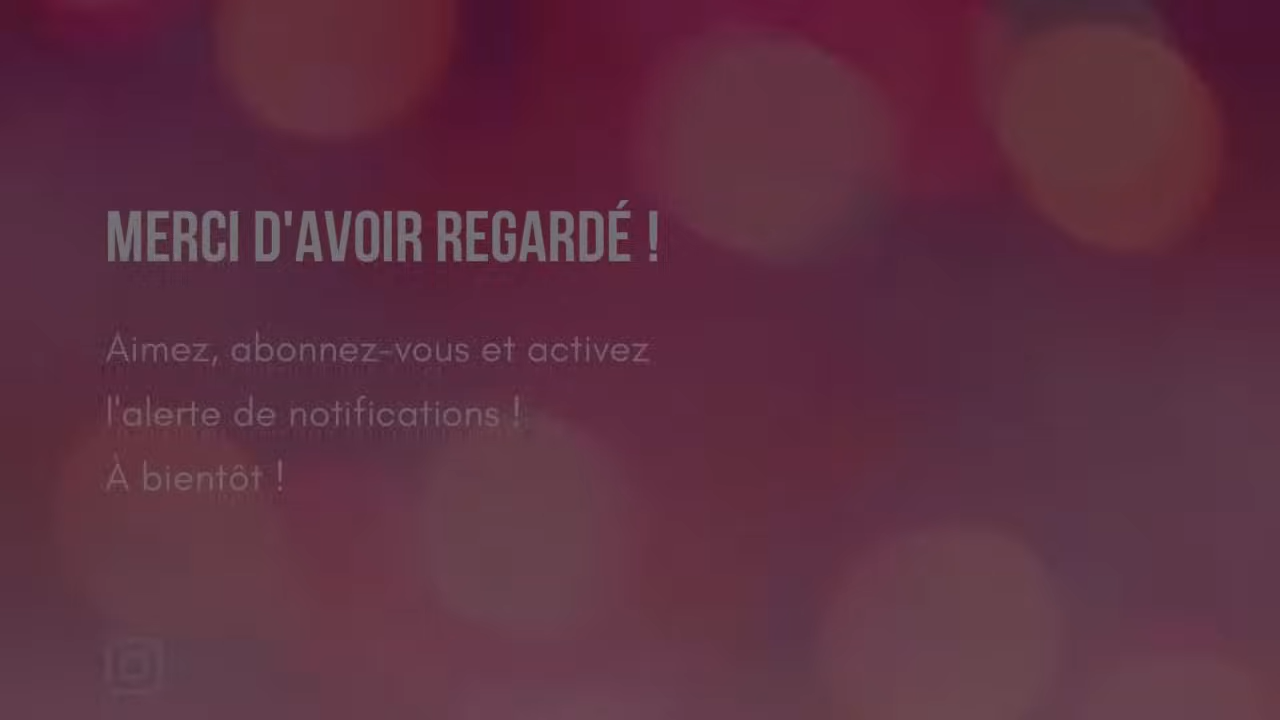 MERCI D'AVOIR REGARDÉ !
Aimez, abonnez-vous et activez
l'alerte de notifications !
À bientôt !